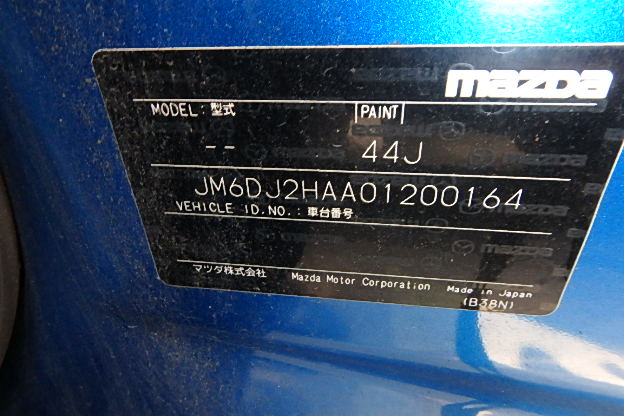 mazda
MODEL: 型式 PAINT
-- 44J
JM6DJ2HAA01200164
VEHICLE ID.NO.: 車台番号
マツダ株式会社 Mazda Motor Corporation Made in Japan
(B38N)